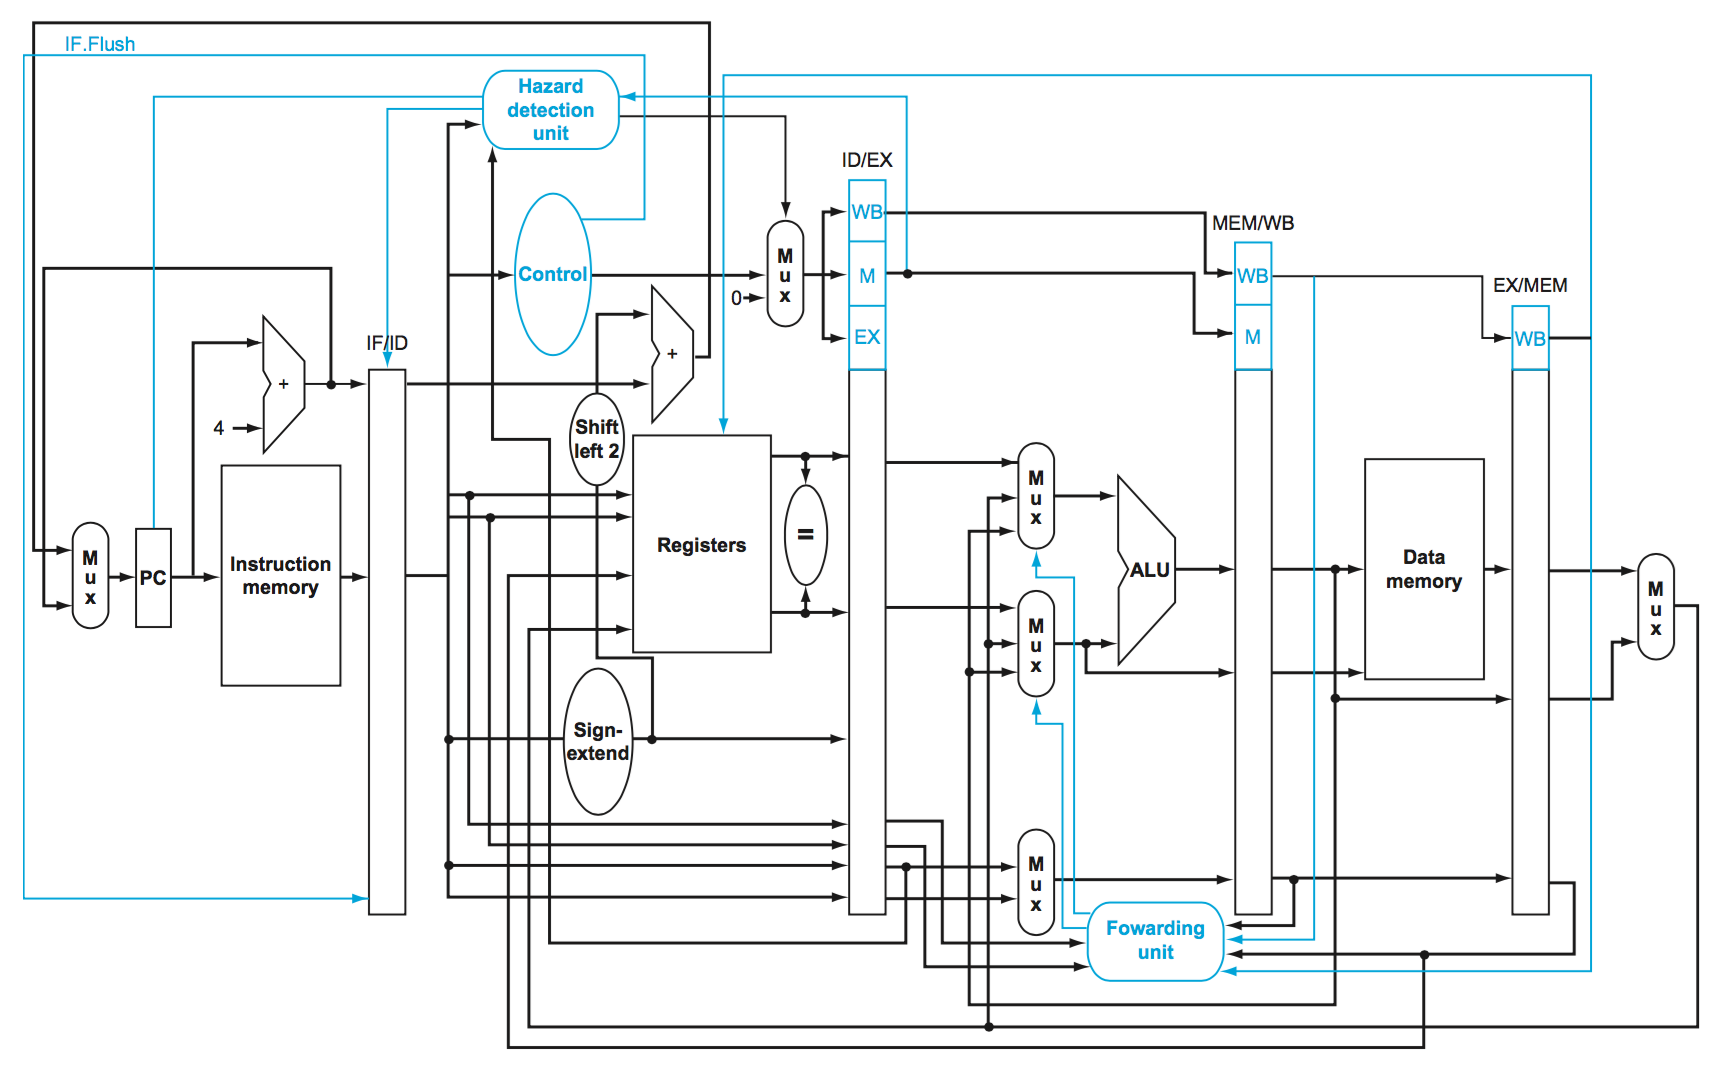 IF.Flush
Hazard
detection
unit
ID/EX
WB
M
EX
MEM/WB
WB
M
EX/MEM
WB
Control
M
u
x
0
IF/ID
+
4
+
Shift
left 2
M
u
x
PC
Instruction
memory
Registers
=
M
u
x
M
u
x
ALU
Data
memory
M
u
x
Sign-
extend
M
u
x
Fowarding
unit